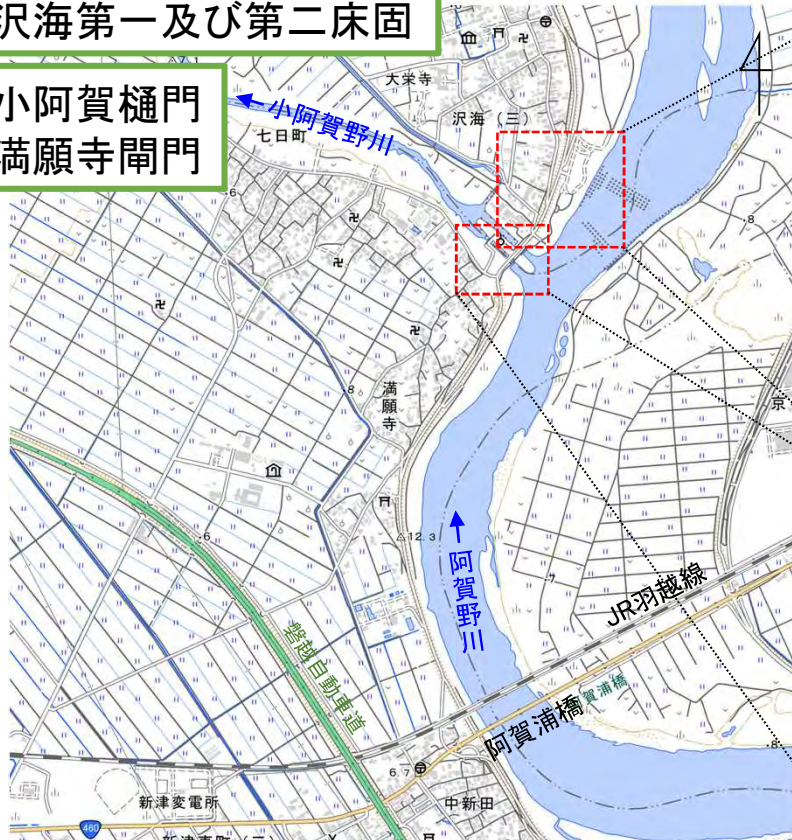 沢海第一及び第二床固
小阿賀樋門
満願寺閘門
大栄寺
沢海(三)
小阿賀野川
七日町
満願寺
京
12.3
阿賀野川
JR羽越線
磐越自動車道
阿賀浦橋
賀浦橋
6.7
新津変電所
中新田
460